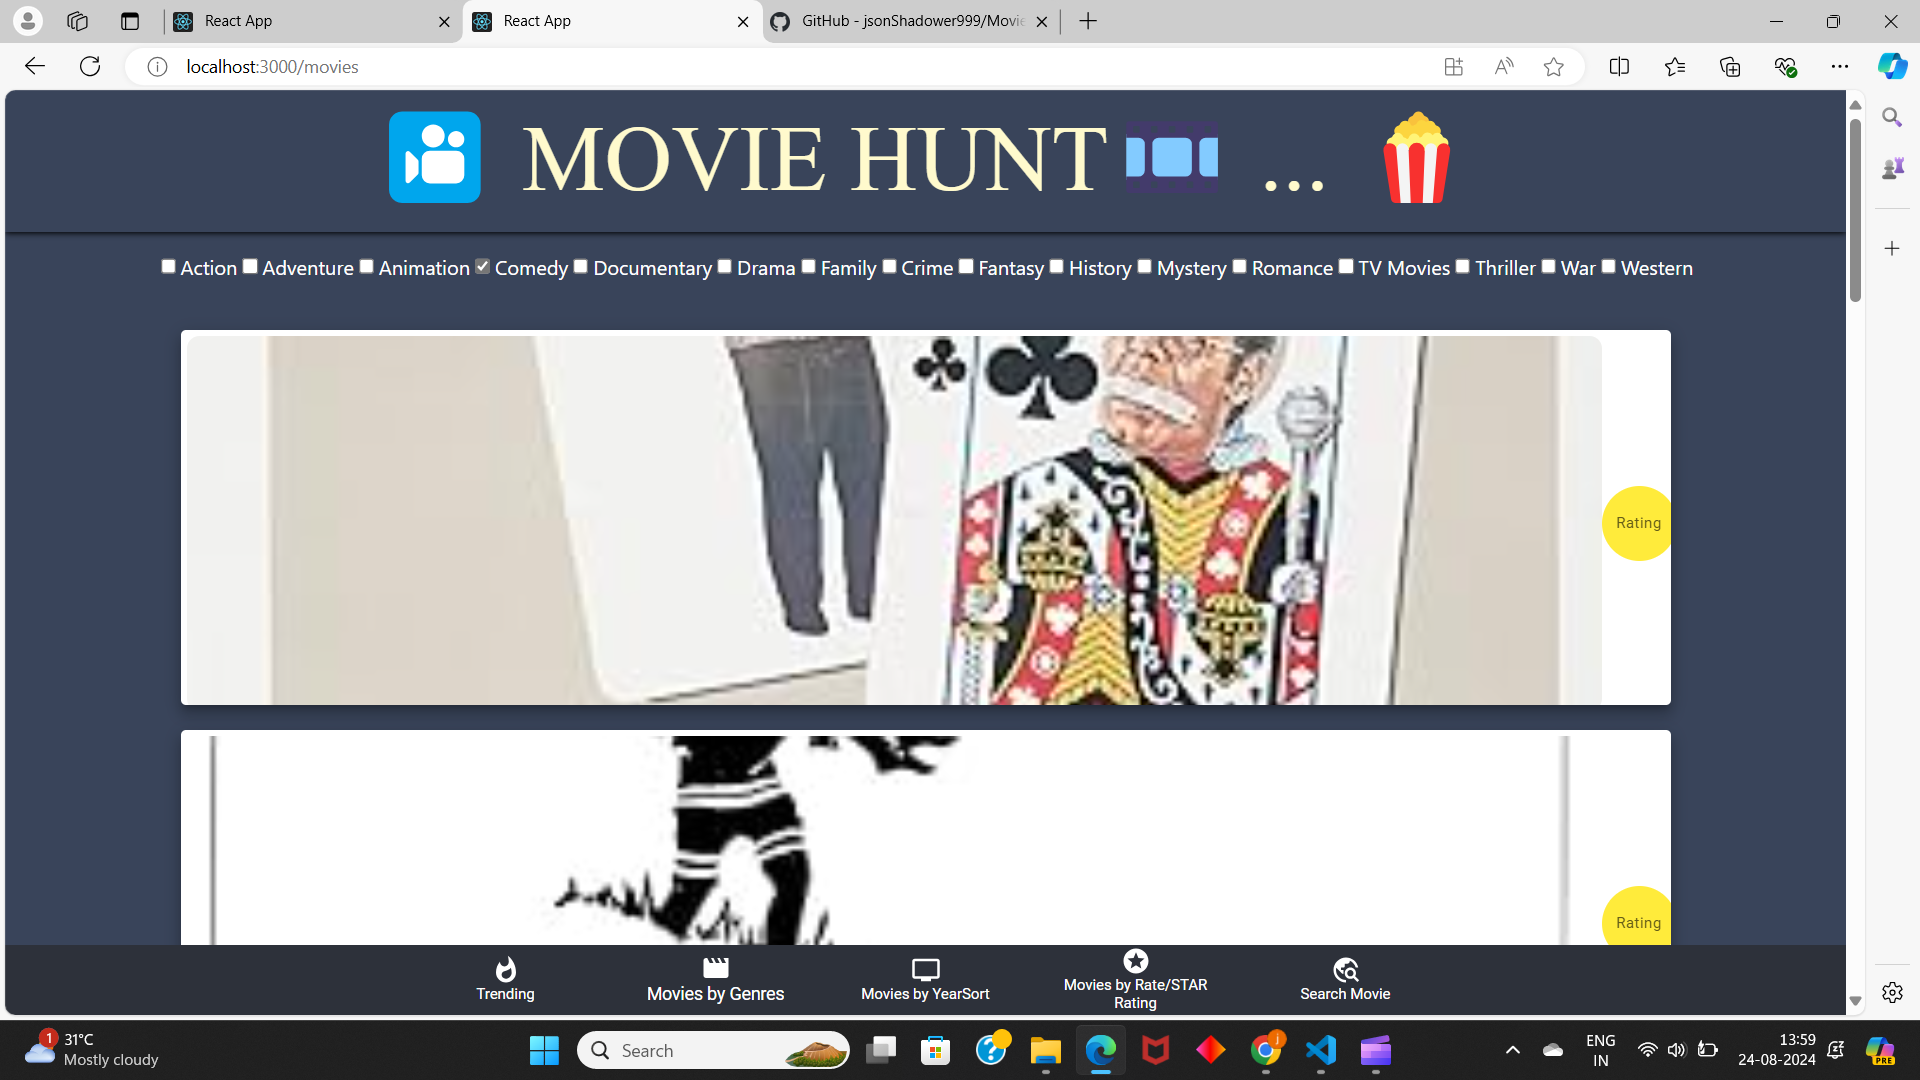 React App
React App
GitHub - jsonShadower999/Movie
localhost:3000/movies
MOVIE HUNT ...
Action Adventure Animation Comedy Documentary Drama Family Crime Fantasy History Mystery Romance TV Movies Thriller War Western
Rating
Rating
Trending
Movies by Genres
Movies by YearSort
Movies by Rate/STAR
Rating
Search Movie
1
31°C
Mostly cloudy
Search
j
ENG
IN
13:59
24-08-2024
PRE